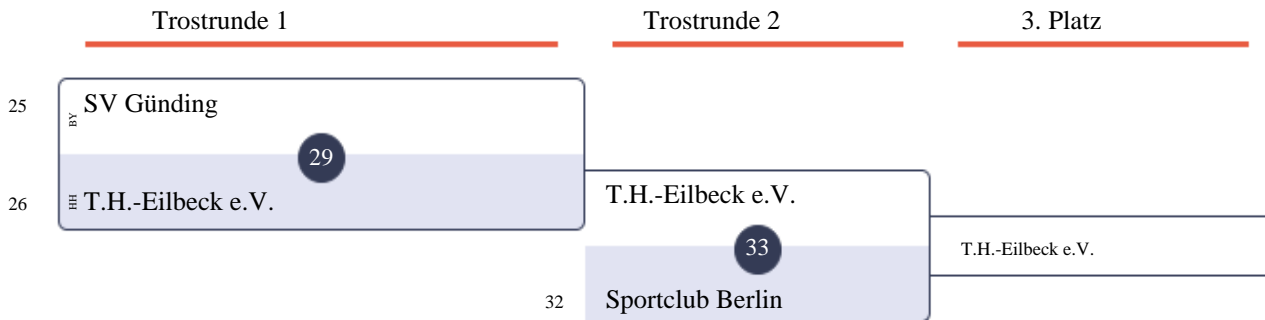 Trostrunde 1 Trostrunde 2 3. Platz
25 BY SV Günding
29
26 HH T.H.-Eilbeck e.V.
T.H.-Eilbeck e.V.
33
T.H.-Eilbeck e.V.
32 Sportclub Berlin